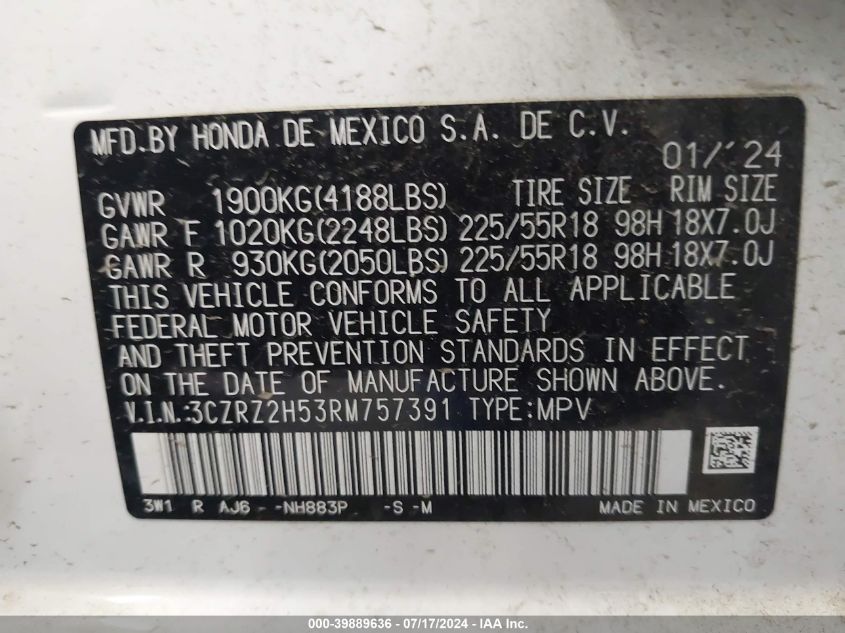 MFD.BY HONDA DE MEXICO S.A. DE C.V.
01/'24
GVWR 1900KG(4188LBS) TIRE SIZE RIM SIZE
GAWR F 1020KG(2248LBS) 225/55R18 98H 18X7.0J
GAWR R 930KG(2050LBS) 225/55R18 98H 18X7.0J
THIS VEHICLE CONFORMS TO ALL APPLICABLE
FEDERAL MOTOR VEHICLE SAFETY
AND THEFT PREVENTION STANDARDS IN EFFECT
ON THE DATE OF MANUFACTURE SHOWN ABOVE.
V.I.N.:3CZRZ2H53RM757391 TYPE:MPV
3W1 R AJ6 - -NH883P -S -M MADE IN MEXICO
000-39889636 - 07/17/2024 - IAA Inc.